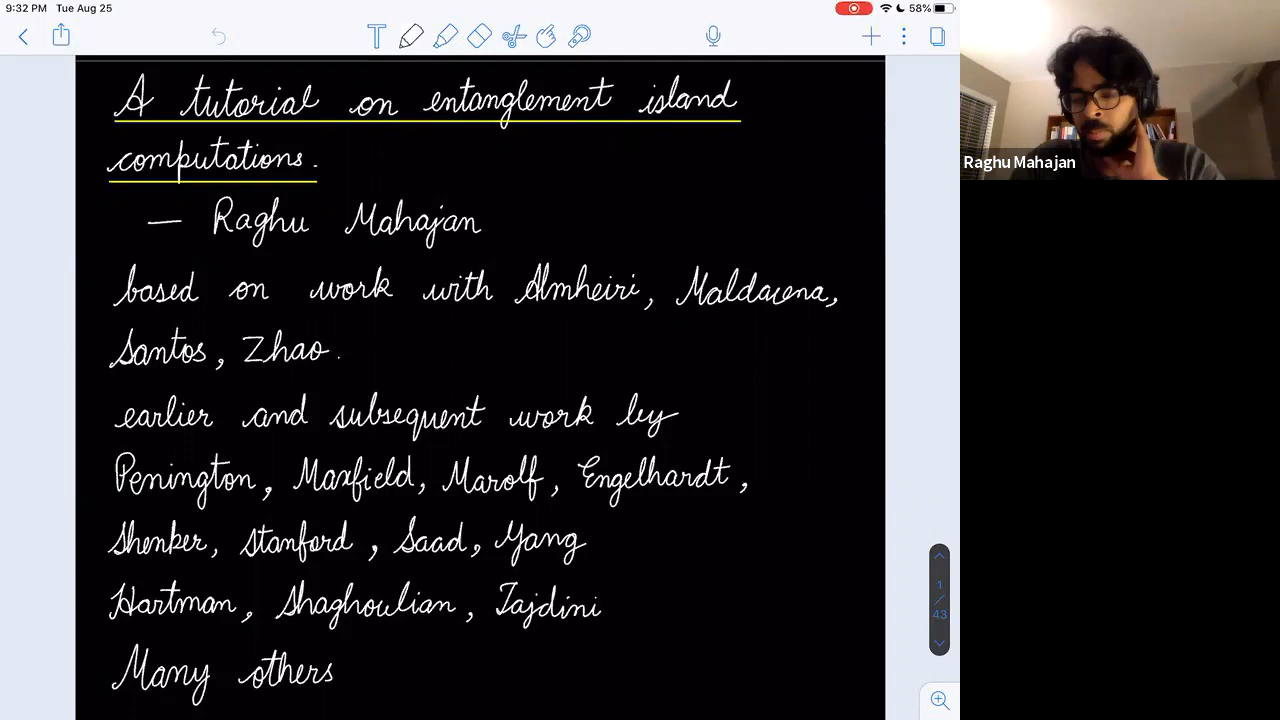 9:32 PM Tue Aug 25
58%
A tutorial on entanglement island
computations.
— Raghu Mahajan
based on work with Almheiri, Maldacena,
Santos, Zhao.
earlier and subsequent work by
Penington, Maxfield, Marolf, Engelhardt,
Shenker, Stanford, Saad, Yang
Hartman, Shaghoulian, Tajdini
Many others
1
/
43
Raghu Mahajan